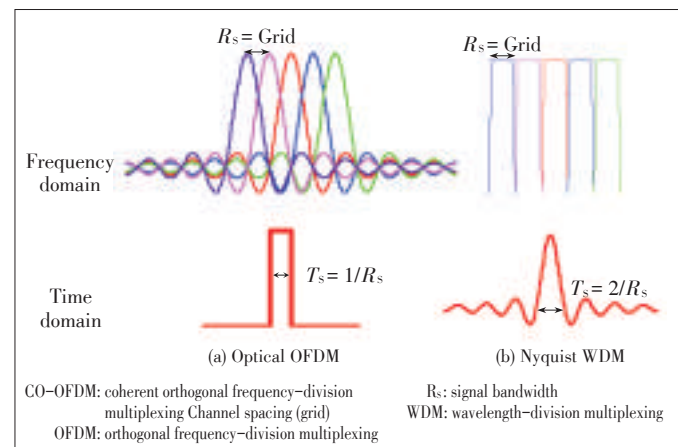 Rs = Grid
Rs = Grid
Frequency
domain
Ts = 1/Rs
Ts = 2/Rs
Time
domain
(a) Optical OFDM
(b) Nyquist WDM
CO-OFDM: coherent orthogonal frequency-division
multiplexing Channel spacing (grid)
OFDM: orthogonal frequency-division multiplexing
Rs: signal bandwidth
WDM: wavelength-division multiplexing